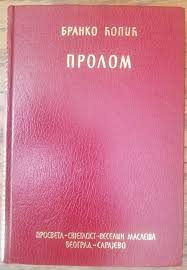 БРАНКО ЋОПИЋ
ПРОЛОМ
ПРОСВЕТА-СВЈЕТЛОСТ-ВЕСЕЛИН МАСЛЕША
БЕОГРАД-САРАЈЕВО